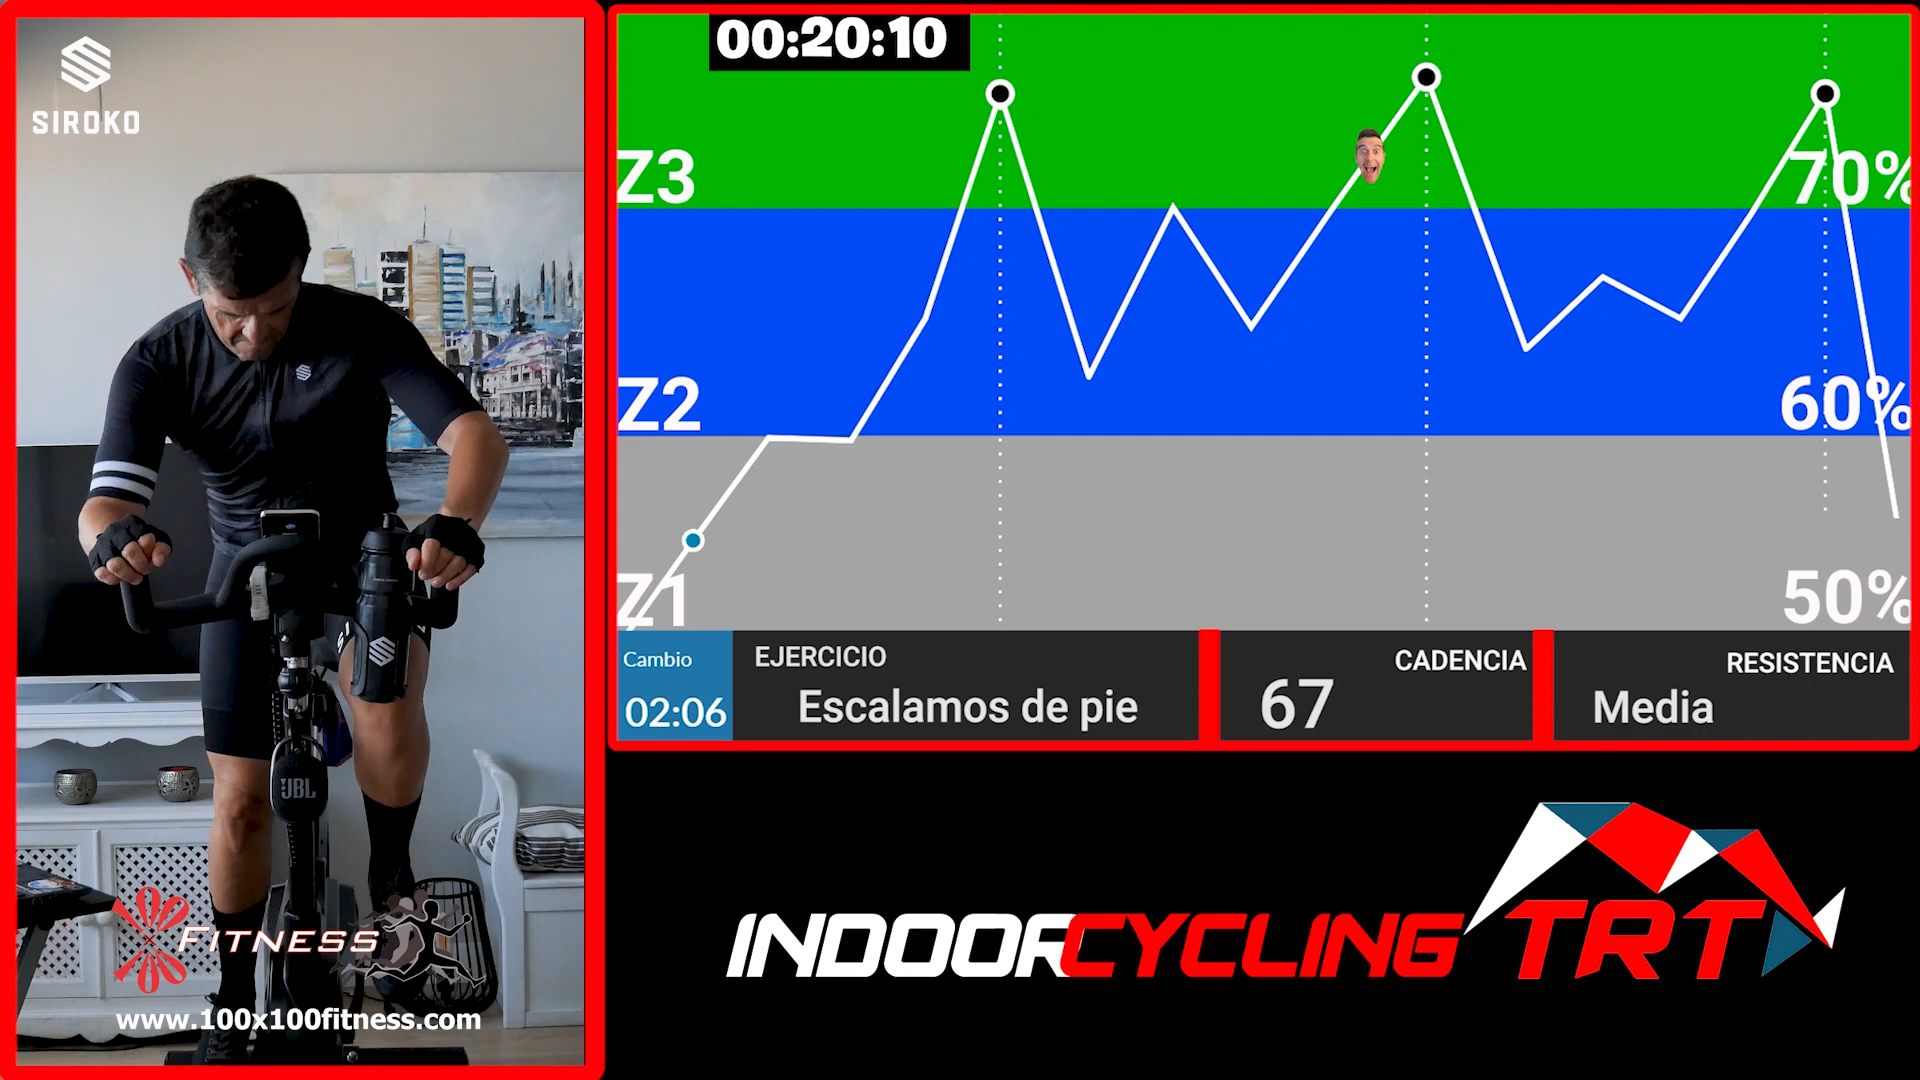 SIROKO
JBL
FITNESS
www.100x100fitness.com
00:20:10
Z3
70%
Z2
60%
Z1
50%
Cambio
02:06
EJERCICIO
Escalamos de pie
CADENCIA
67
RESISTENCIA
Media
INDOORCYCLING TRT